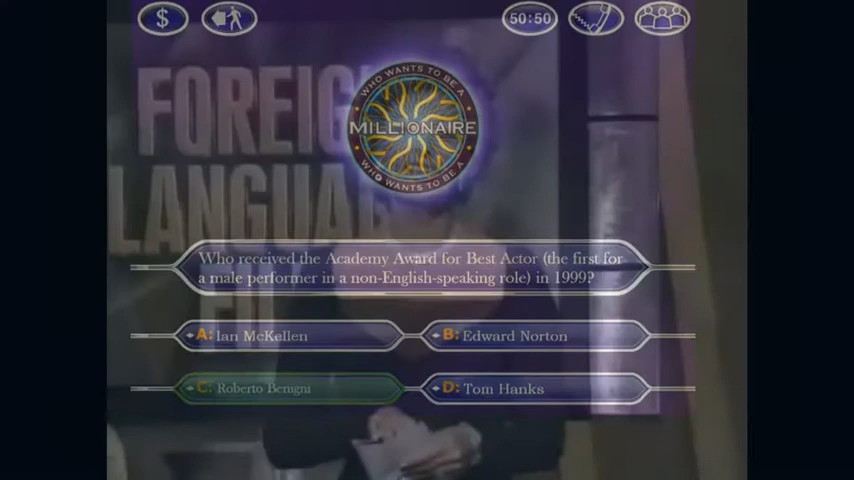 $
50:50
FOREIG
LANGUA
WHO WANTS TO BE A
MILLIONAIRE
WHO WANTS TO BE A
Who received the Academy Award for Best Actor (the first for
a male performer in a non-English-speaking role) in 1999?
A: Ian McKellen
B: Edward Norton
C: Roberto Benigni
D: Tom Hanks